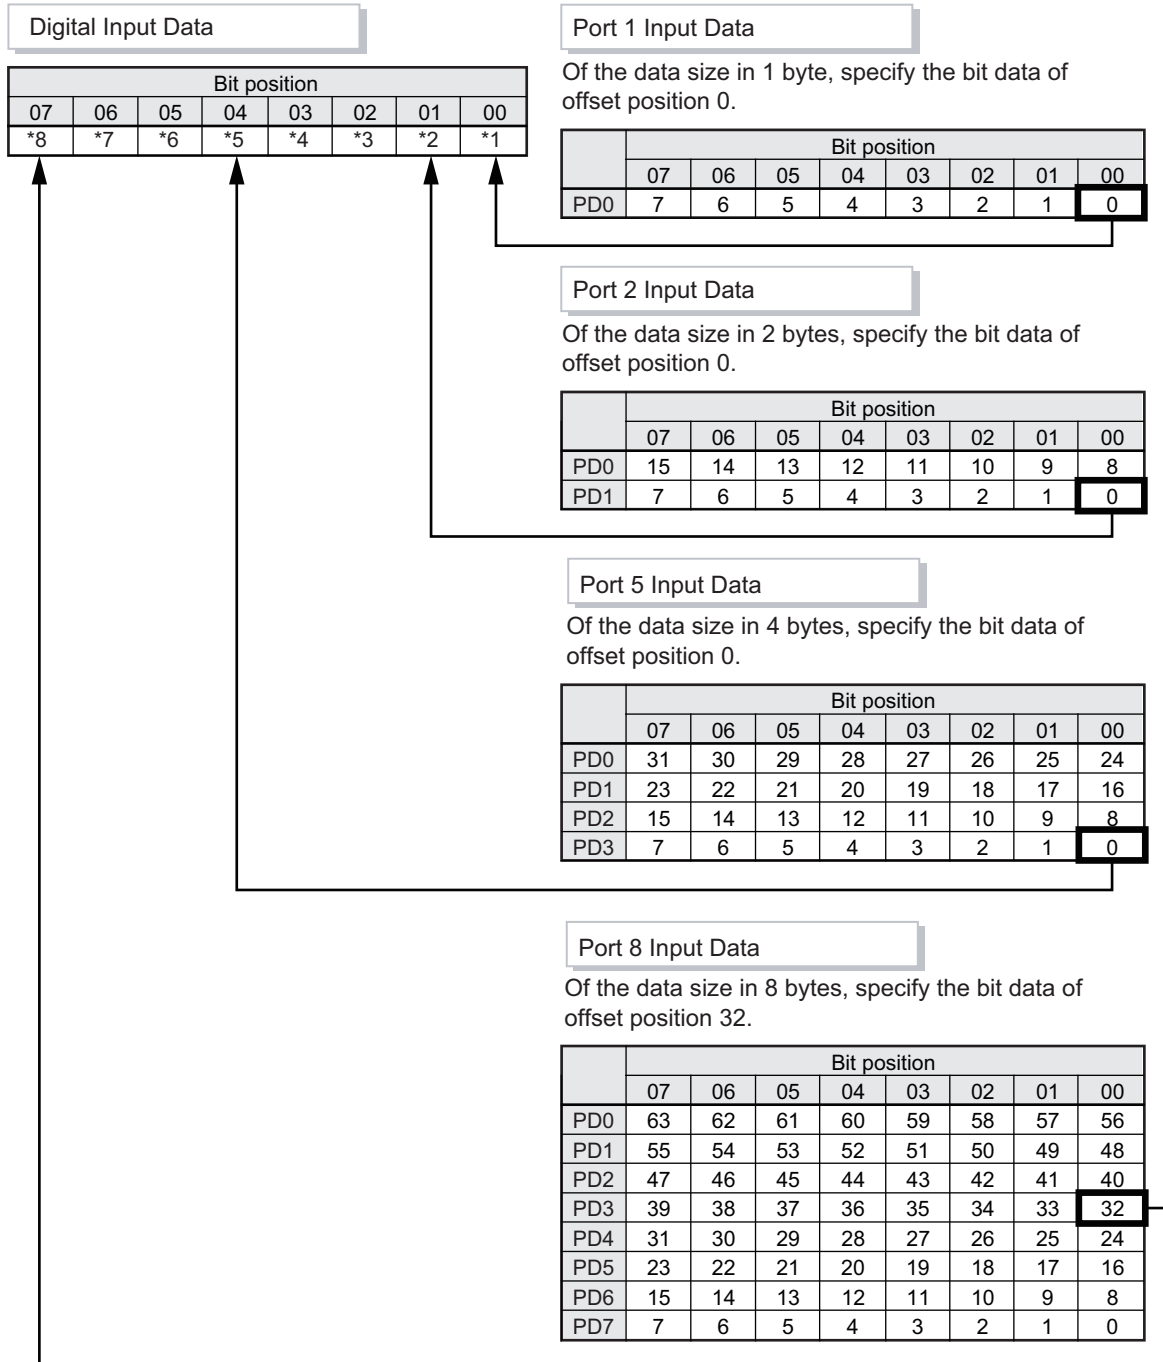 Digital Input Data
Bit position
07 06 05 04 03 02 01 00
*8 *7 *6 *5 *4 *3 *2 *1
Port 1 Input Data
Of the data size in 1 byte, specify the bit data of
offset position 0.
Bit position
07 06 05 04 03 02 01 00
PD0 7 6 5 4 3 2 1 0
Port 2 Input Data
Of the data size in 2 bytes, specify the bit data of
offset position 0.
Bit position
07 06 05 04 03 02 01 00
PD0 15 14 13 12 11 10 9 8
PD1 7 6 5 4 3 2 1 0
Port 5 Input Data
Of the data size in 4 bytes, specify the bit data of
offset position 0.
Bit position
07 06 05 04 03 02 01 00
PD0 31 30 29 28 27 26 25 24
PD1 23 22 21 20 19 18 17 16
PD2 15 14 13 12 11 10 9 8
PD3 7 6 5 4 3 2 1 0
Port 8 Input Data
Of the data size in 8 bytes, specify the bit data of
offset position 32.
Bit position
07 06 05 04 03 02 01 00
PD0 63 62 61 60 59 58 57 56
PD1 55 54 53 52 51 50 49 48
PD2 47 46 45 44 43 42 41 40
PD3 39 38 37 36 35 34 33 32
PD4 31 30 29 28 27 26 25 24
PD5 23 22 21 20 19 18 17 16
PD6 15 14 13 12 11 10 9 8
PD7 7 6 5 4 3 2 1 0